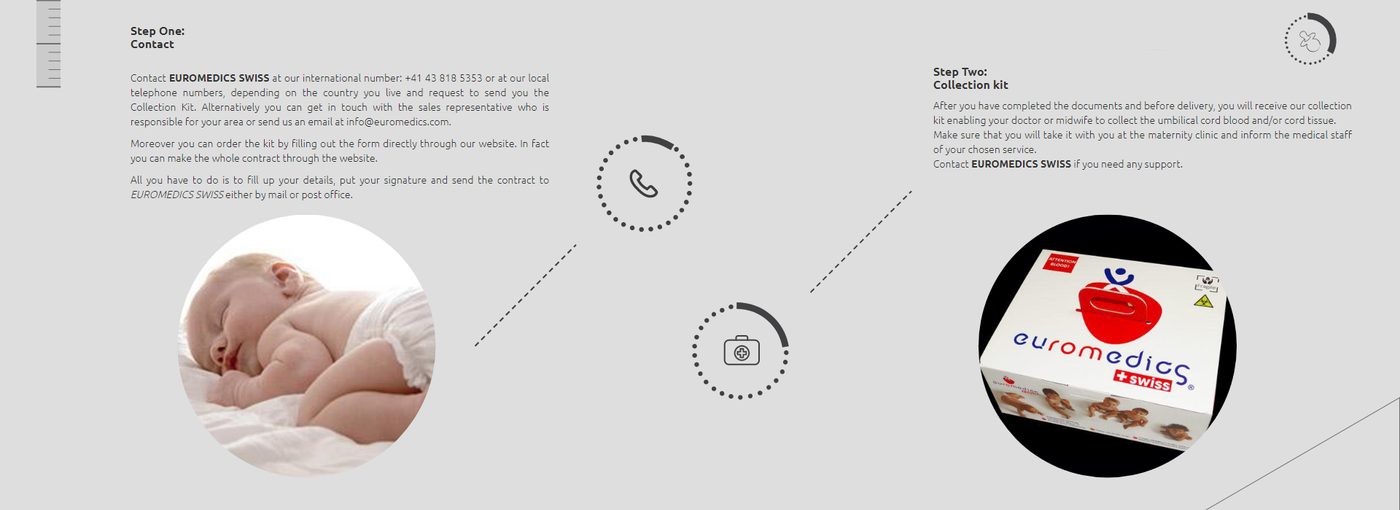 Step One:
Contact
Contact EUROMEDICS SWISS at our international number: +41 43 818 5353 or at our local
telephone numbers, depending on the country you live and request to send you the
Collection Kit. Alternatively you can get in touch with the sales representative who is
responsible for your area or send us an email at info@euromedics.com.
Moreover you can order the kit by filling out the form directly through our website. In fact
you can make the whole contract through the website.
All you have to do is to fill up your details, put your signature and send the contract to
EUROMEDICS SWISS either by mail or post office.
Step Two:
Collection kit
After you have completed the documents and before delivery, you will receive our collection
kit enabling your doctor or midwife to collect the umbilical cord blood and/or cord tissue.
Make sure that you will take it with you at the maternity clinic and inform the medical staff
of your chosen service.
Contact EUROMEDICS SWISS if you need any support.
ATTENTION
BLOOD!
euromedics
swiss®